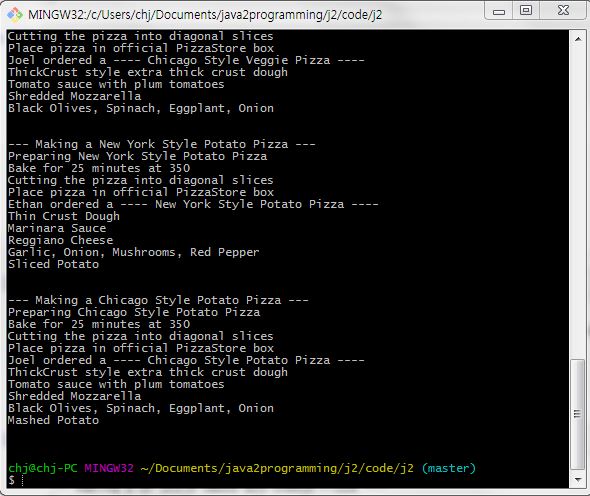 MINGW32:/c/Users/chj/Documents/java2programming/j2/code/j2
Cutting the pizza into diagonal slices
Place pizza in official PizzaStore box
Joel ordered a ---- Chicago Style Veggie Pizza ----
ThickCrust style extra thick crust dough
Tomato sauce with plum tomatoes
Shredded Mozzarella
Black Olives, Spinach, Eggplant, Onion
--- Making a New York Style Potato Pizza ---
Preparing New York Style Potato Pizza
Bake for 25 minutes at 350
Cutting the pizza into diagonal slices
Place pizza in official PizzaStore box
Ethan ordered a ---- New York Style Potato Pizza ----
Thin Crust Dough
Marinara Sauce
Reggiano Cheese
Garlic, Onion, Mushrooms, Red Pepper
Sliced Potato
--- Making a Chicago Style Potato Pizza ---
Preparing Chicago Style Potato Pizza
Bake for 25 minutes at 350
Cutting the pizza into diagonal slices
Place pizza in official PizzaStore box
Joel ordered a ---- Chicago Style Potato Pizza ----
ThickCrust style extra thick crust dough
Tomato sauce with plum tomatoes
Shredded Mozzarella
Black Olives, Spinach, Eggplant, Onion
Mashed Potato
chj@chj-PC MINGW32 ~/Documents/java2programming/j2/code/j2 (master)
$